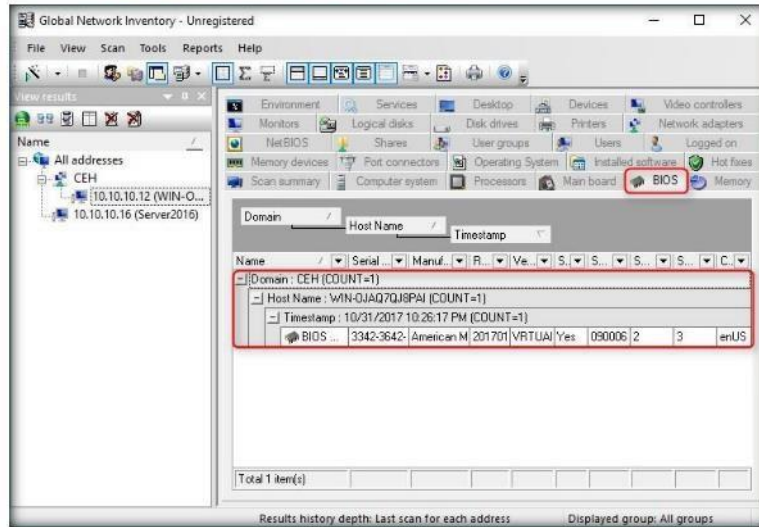 Global Network Inventory - Unregistered
File View Scan Tools Reports Help
View results
Name
All addresses
CEH
10.10.10.12 (WIN-O...
10.10.10.16 (Server2016)
Environment Services Desktop Devices Video controllers
Monitors Logical disks Disk drives Printers Network adapters
NetBIOS Shares User groups Users Logged on
Memory devices Port connectors Operating System Installed software Hot fixes
Scan summary Computer system Processors Main board BIOS Memory
Domain Host Name Timestamp
Name Serial ... Manuf... R... Ve... S... S... S... S... C...
Domain : CEH (COUNT=1)
Host Name : WIN-OJAQ7QJ8PAI (COUNT=1)
Timestamp : 10/31/2017 10:26:17 PM (COUNT=1)
BIOS ... 3342-3642- American M 201701 VRTUAL Yes 090006 2 3 enUS
Total 1 item(s)
Results history depth: Last scan for each address Displayed group: All groups